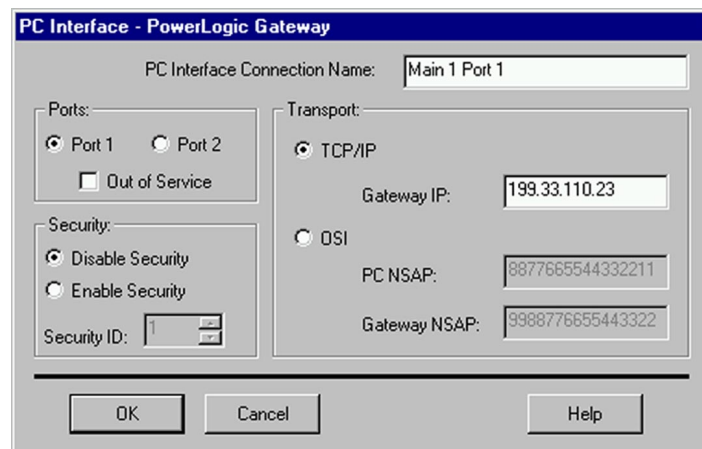 PC Interface - PowerLogic Gateway
PC Interface Connection Name: Main 1 Port 1
Ports:
Port 1 Port 2
Out of Service
Security:
Disable Security
Enable Security
Security ID: 1
Transport:
TCP/IP
Gateway IP: 199.33.110.23
OSI
PC NSAP: 8877665544332211
Gateway NSAP: 9988776655443322
OK Cancel Help